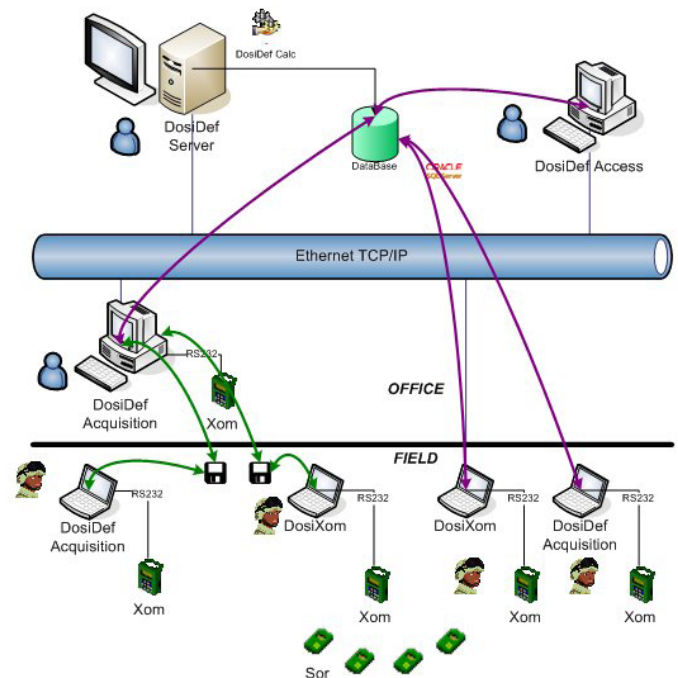 DosiDef Calc
DosiDef
Server
DataBase
ORACLE
SQLServer
DosiDef Access
Ethernet TCP/IP
RS232
DosiDef
Acquisition
Xom
OFFICE
FIELD
RS232
DosiDef
Acquisition
Xom
RS232
DosiXom
Xom
RS232
DosiXom
Xom
RS232
DosiDef
Acquisition
Xom
Sor